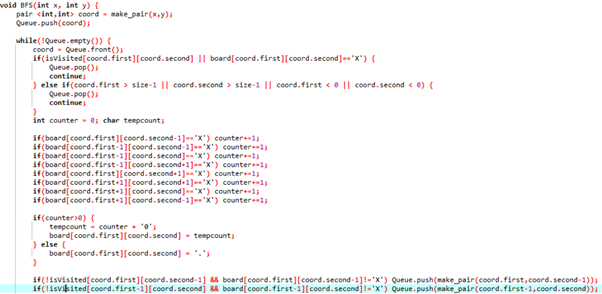 void BFS(int x, int y) {
pair <int,int> coord = make_pair(x,y);
Queue.push(coord);
while(!Queue.empty()) {
coord = Queue.front();
if(isVisited[coord.first][coord.second] || board[coord.first][coord.second]=='X') {
Queue.pop();
continue;
} else if(coord.first > size-1 || coord.second > size-1 || coord.first < 0 || coord.second < 0) {
Queue.pop();
continue;
}
int counter = 0; char tempcount;
if(board[coord.first][coord.second-1]=='X') counter+=1;
if(board[coord.first-1][coord.second-1]=='X') counter+=1;
if(board[coord.first-1][coord.second]=='X') counter+=1;
if(board[coord.first-1][coord.second+1]=='X') counter+=1;
if(board[coord.first][coord.second+1]=='X') counter+=1;
if(board[coord.first+1][coord.second+1]=='X') counter+=1;
if(board[coord.first+1][coord.second]=='X') counter+=1;
if(board[coord.first+1][coord.second-1]=='X') counter+=1;
if(counter>0) {
tempcount = counter + '0';
board[coord.first][coord.second] = tempcount;
} else {
board[coord.first][coord.second] = '.';
}
if(!isVisited[coord.first][coord.second-1] && board[coord.first][coord.second-1]!='X') Queue.push(make_pair(coord.first,coord.second-1));
if(!isVisited[coord.first-1][coord.second] && board[coord.first-1][coord.second]!='X') Queue.push(make_pair(coord.first-1,coord.second));